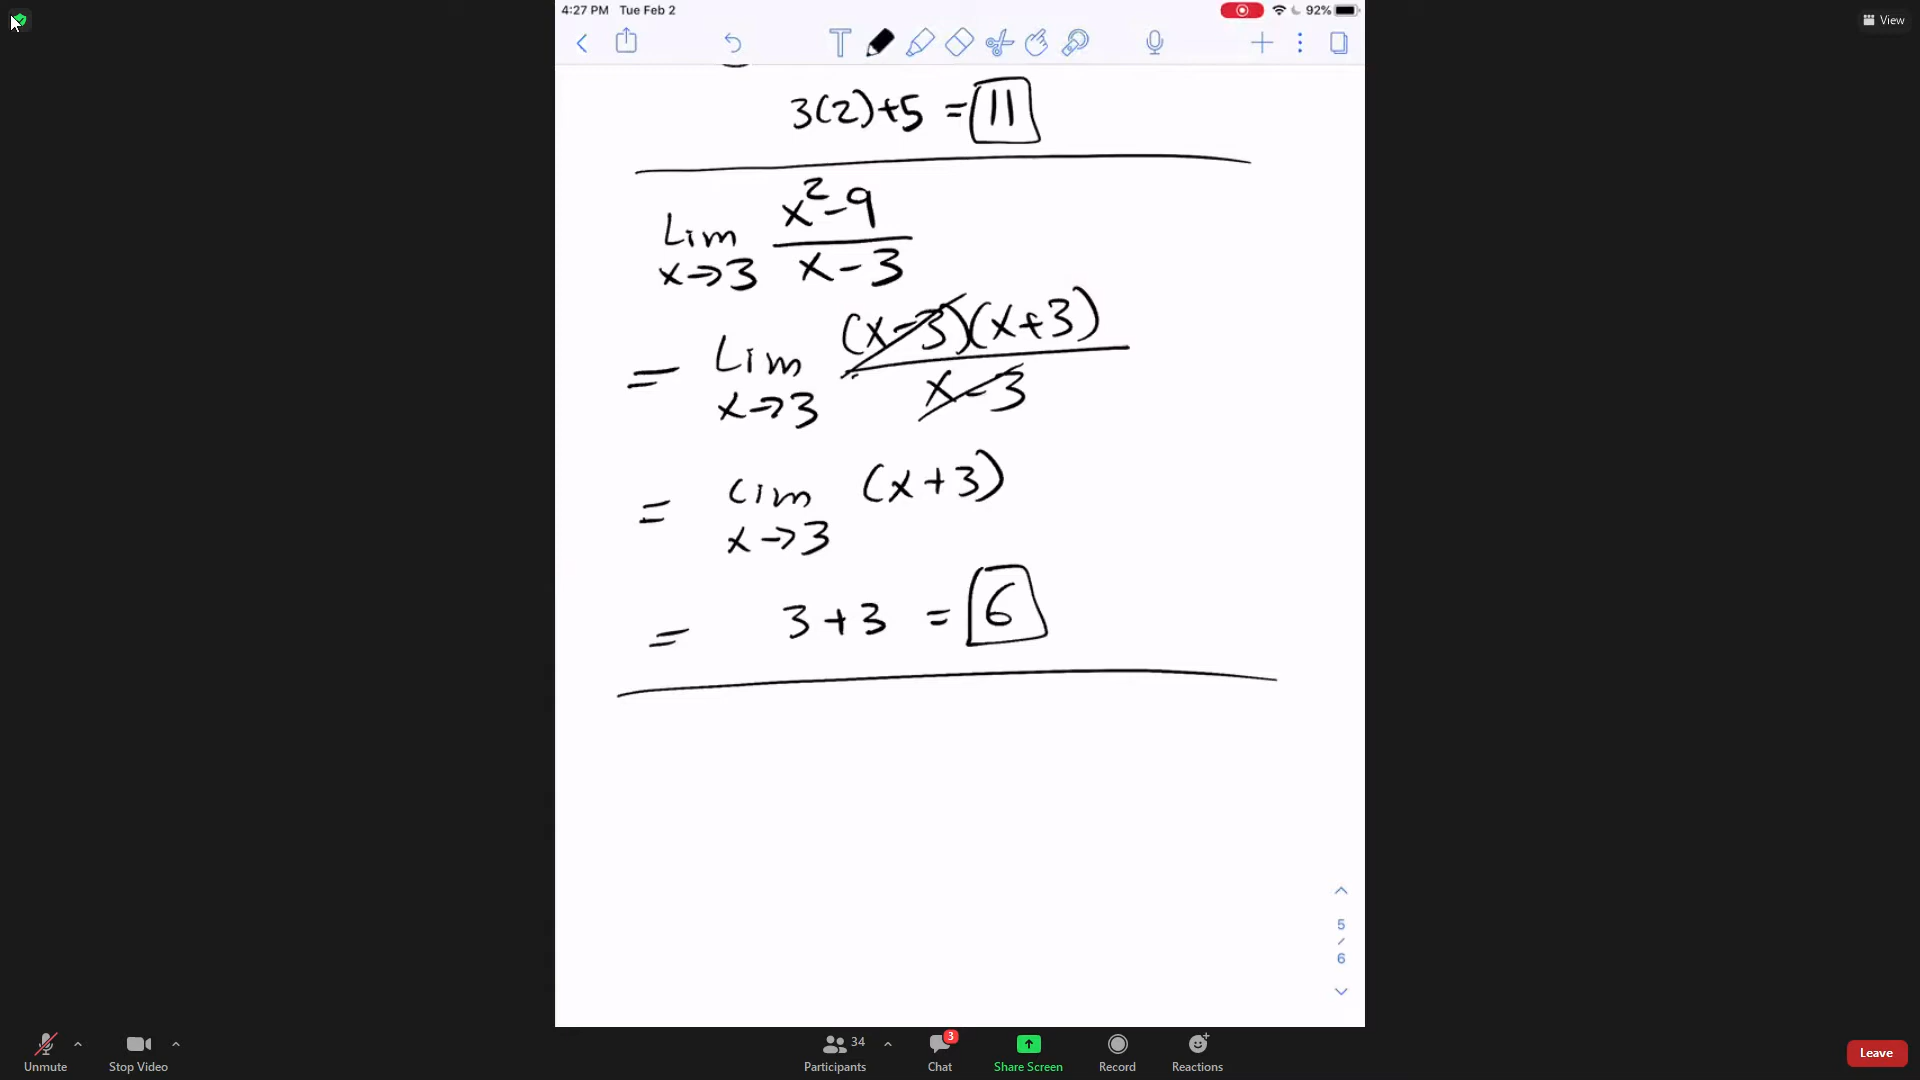 4:27 PM Tue Feb 2 92%
View
3(2)+5 = 11
Lim x→3 x²-9 / x-3
= Lim x→3 (x-3)(x+3) / x-3
= Lim x→3 (x+3)
= 3+3 = 6
5
/
6
Unmute Stop Video 34 Participants 3 Chat Share Screen Record Reactions Leave